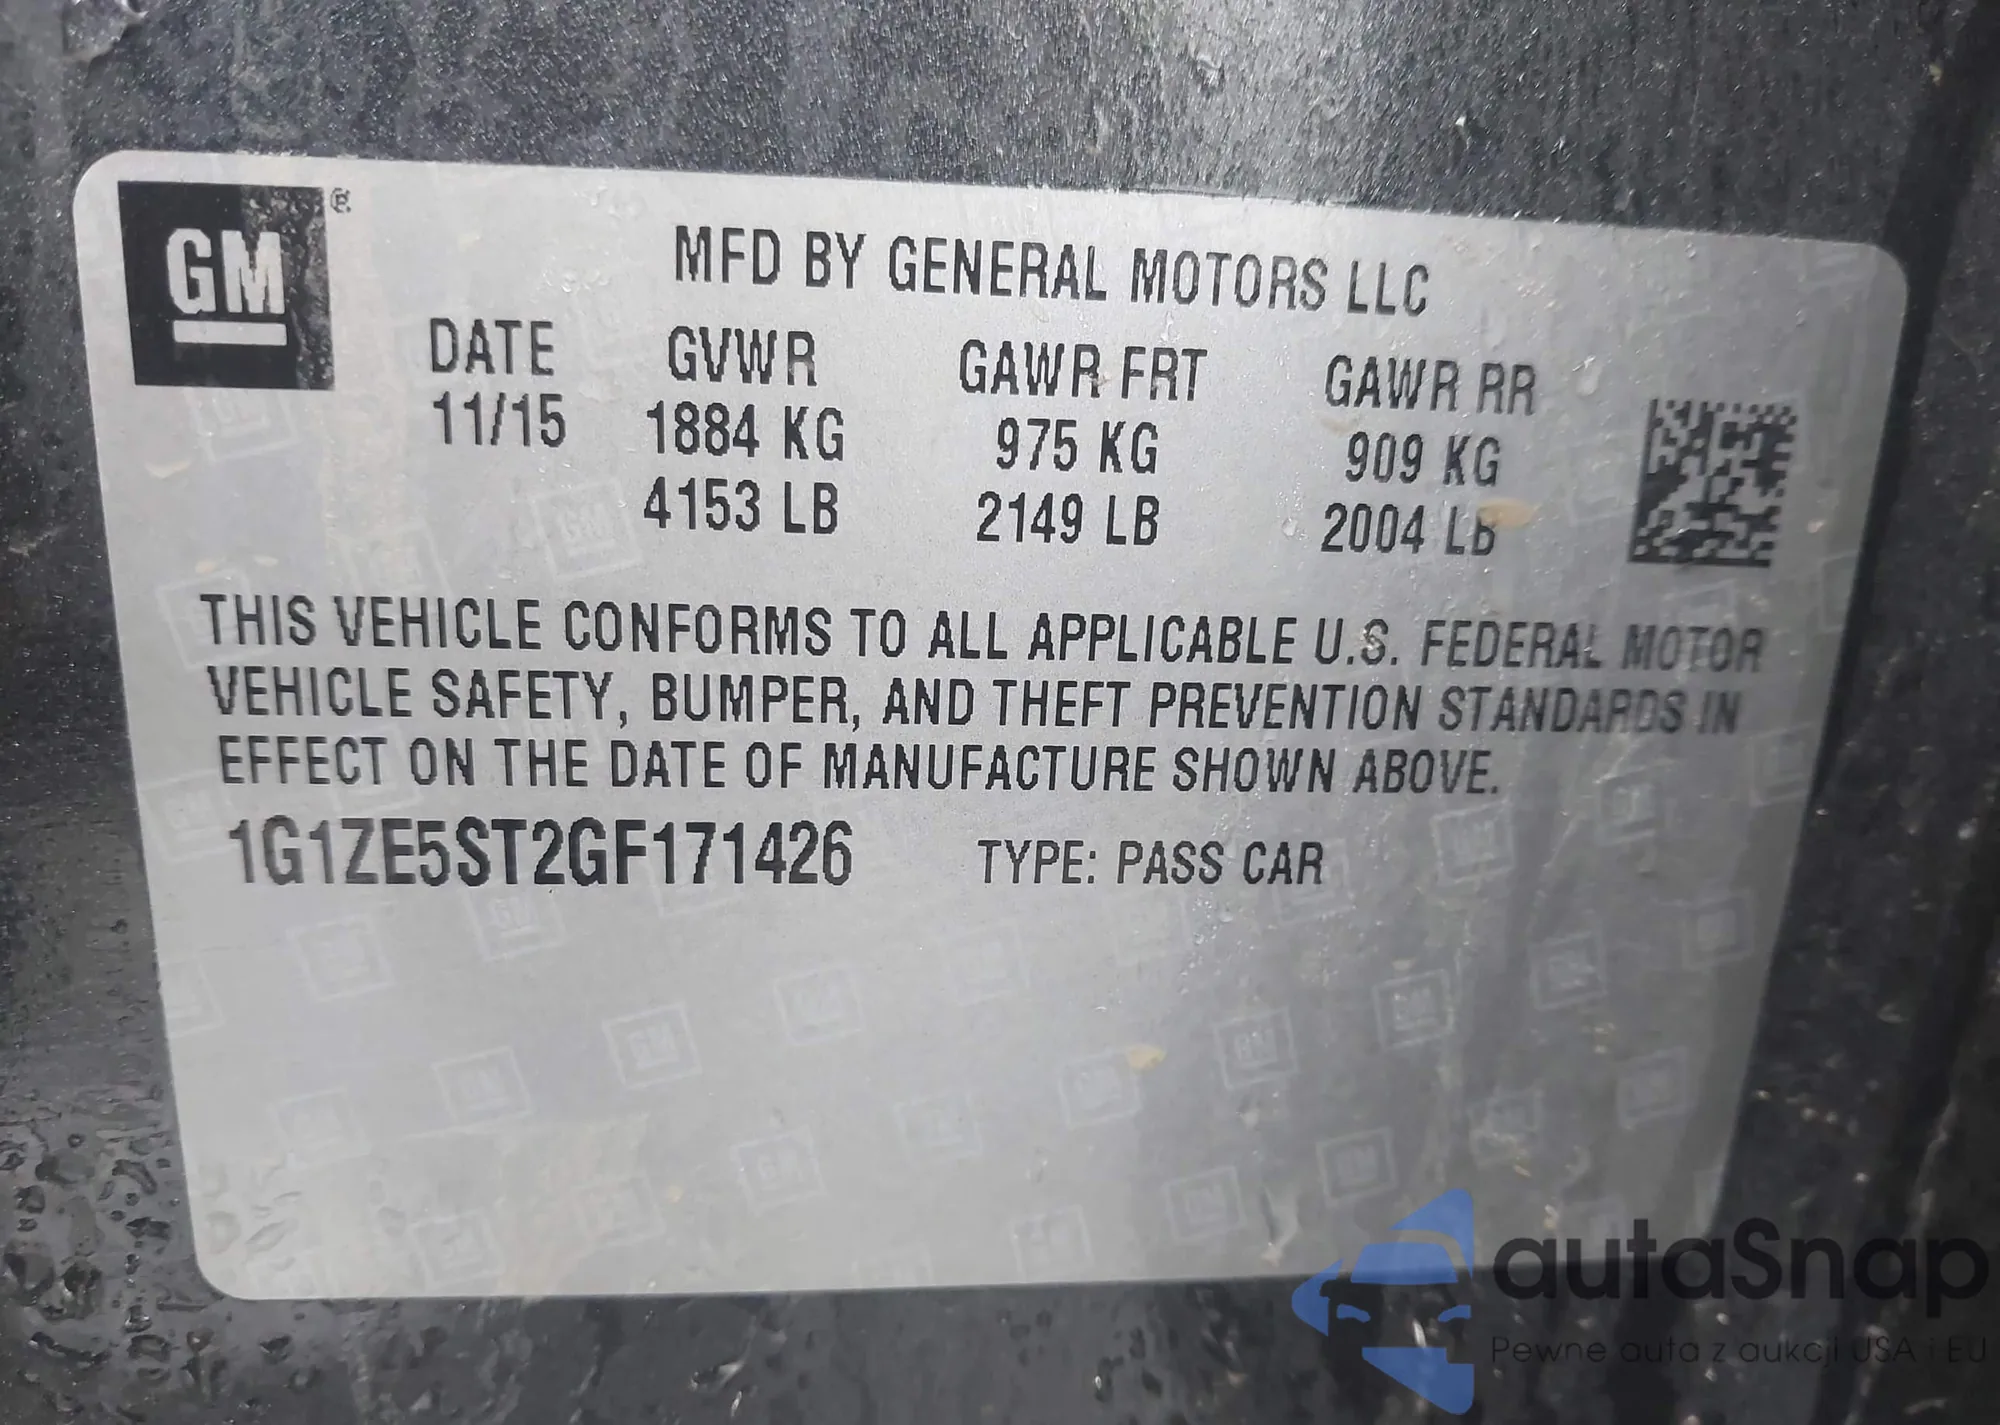 GM ®
MFD BY GENERAL MOTORS LLC
DATE GVWR GAWR FRT GAWR RR
11/15 1884 KG 975 KG 909 KG
4153 LB 2149 LB 2004 LB
THIS VEHICLE CONFORMS TO ALL APPLICABLE U.S. FEDERAL MOTOR
VEHICLE SAFETY, BUMPER, AND THEFT PREVENTION STANDARDS IN
EFFECT ON THE DATE OF MANUFACTURE SHOWN ABOVE.
1G1ZE5ST2GF171426 TYPE: PASS CAR
autaSnap
Pewne auta z aukcji USA i EU